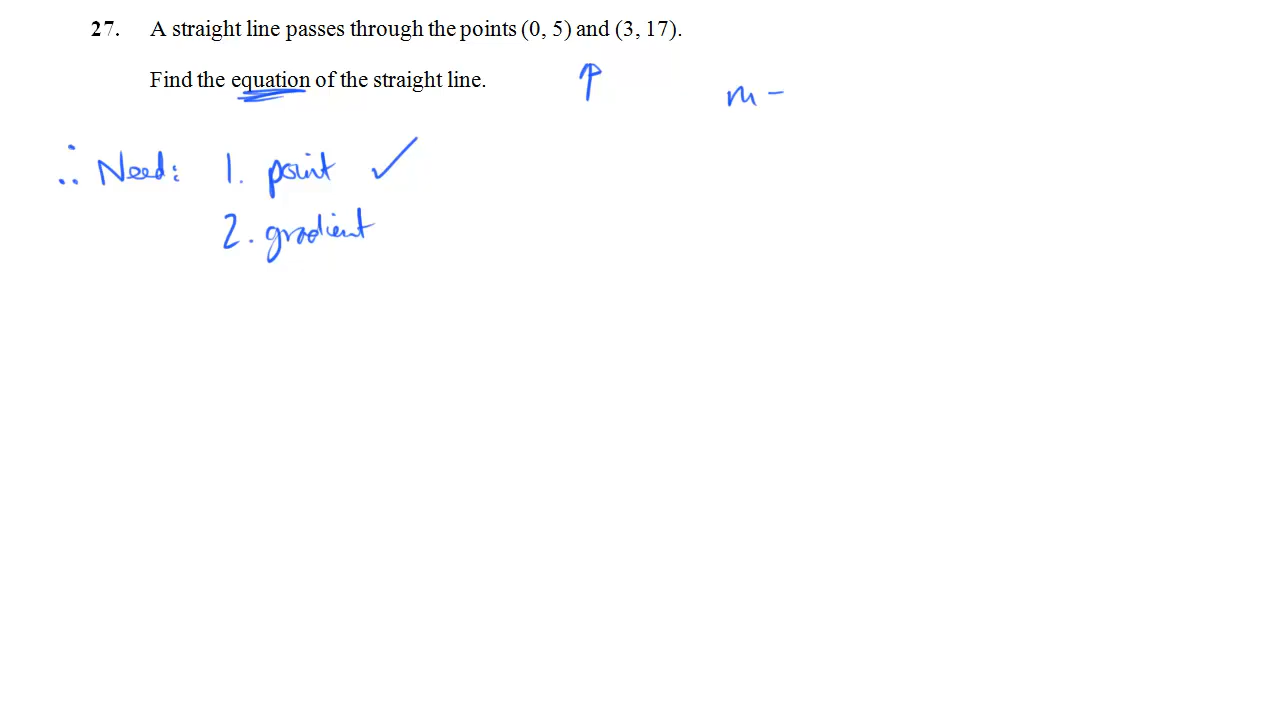 27. A straight line passes through the points (0, 5) and (3, 17).
Find the equation of the straight line.
m -
∴ Need: 1. point ✓
2. gradient